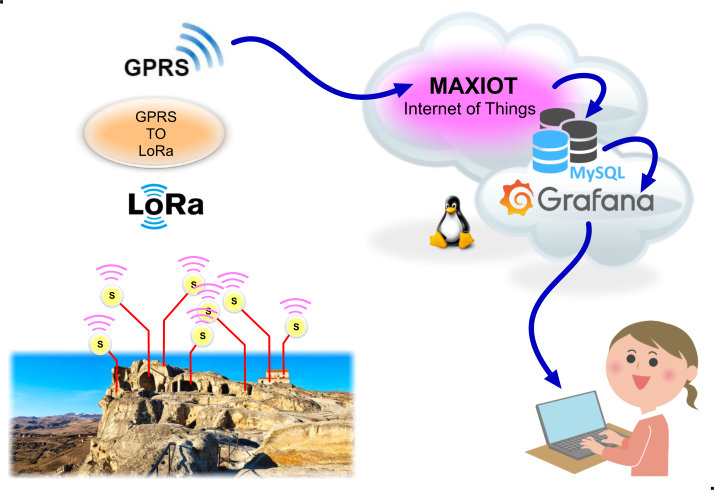 GPRS
GPRS
TO
LoRa
LoRa
MAXIOT
Internet of Things
MySQL
Grafana
S
S
S
S
S
S
S